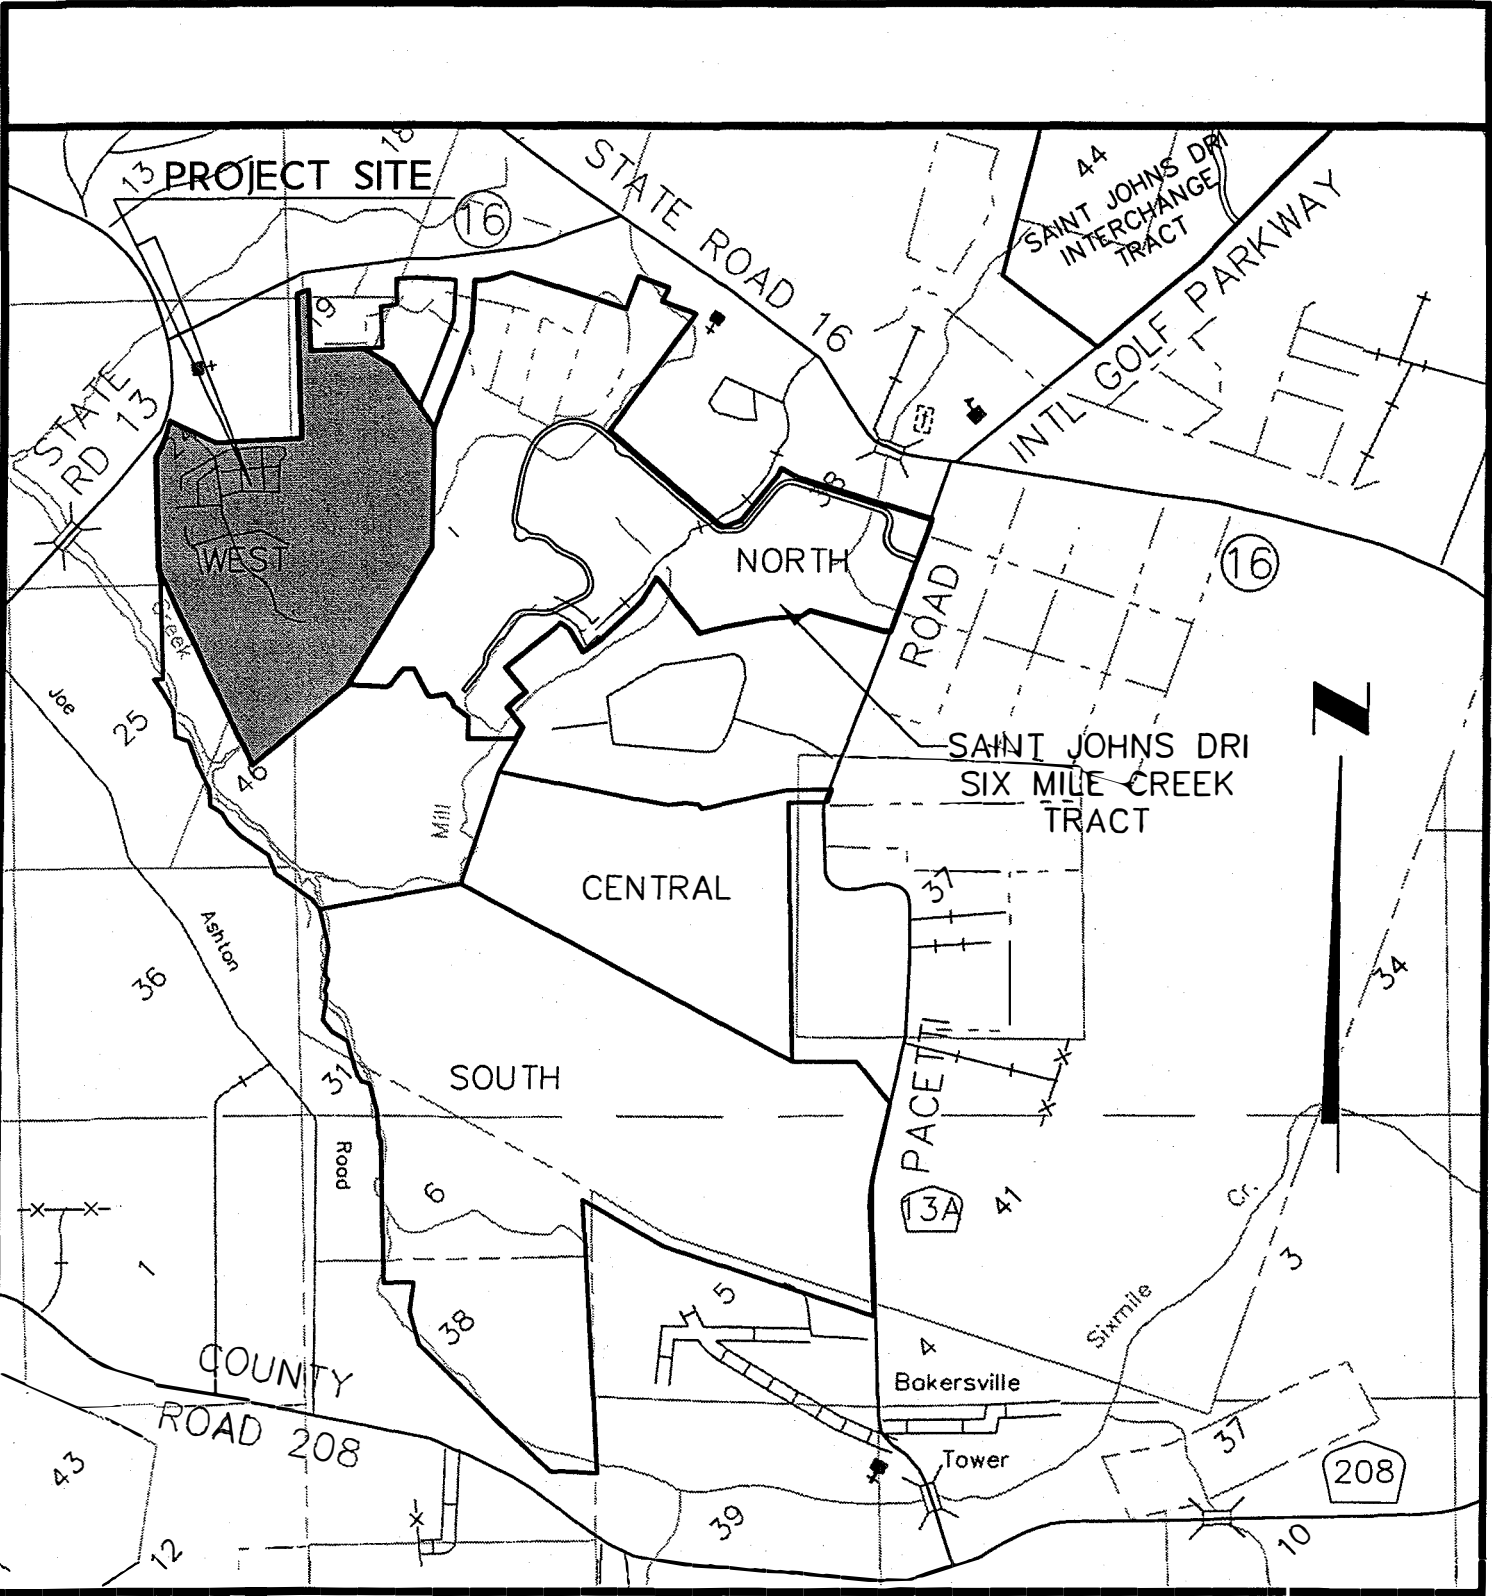 18
13
PROJECT SITE
16
STATE ROAD 16
44
SAINT JOHNS DRI
INTERCHANGE
TRACT
INTL GOLF PARKWAY
19
STATE
RD 13
38
WEST
NORTH
16
ROAD
Creek
Joe
25
46
SAINT JOHNS DRI
SIX MILE CREEK
TRACT
Mill
CENTRAL
37
Ashton
36
34
31
SOUTH
PACETTI
Road
6
13A
41
Cr.
3
1
5
Sixmile
38
4
COUNTY
ROAD 208
Bakersville
37
43
Tower
208
39
12
10